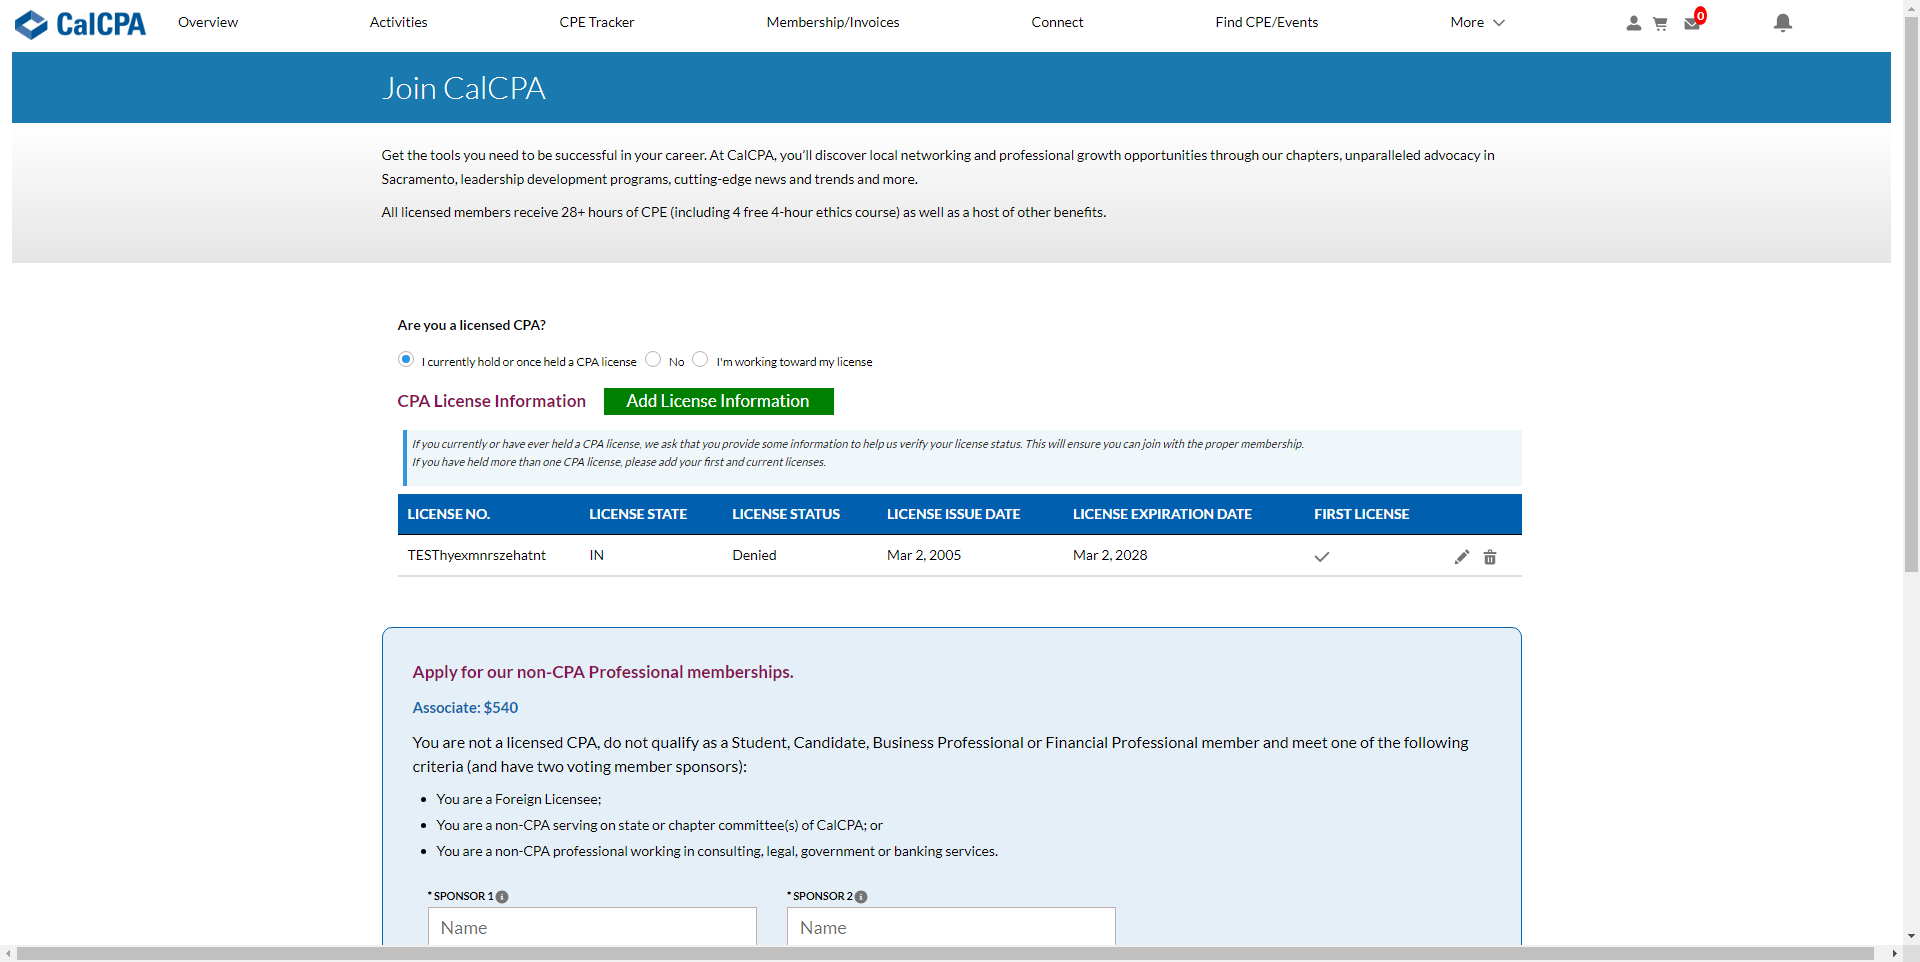 CalCPA Overview Activities CPE Tracker Membership/Invoices Connect Find CPE/Events More 0
Join CalCPA
Get the tools you need to be successful in your career. At CalCPA, you’ll discover local networking and professional growth opportunities through our chapters, unparalleled advocacy in
Sacramento, leadership development programs, cutting-edge news and trends and more.
All licensed members receive 28+ hours of CPE (including 4 free 4-hour ethics course) as well as a host of other benefits.
Are you a licensed CPA?
I currently hold or once held a CPA license No I'm working toward my license
CPA License Information Add License Information
If you currently or have ever held a CPA license, we ask that you provide some information to help us verify your license status. This will ensure you can join with the proper membership.
If you have held more than one CPA license, please add your first and current licenses.
LICENSE NO. LICENSE STATE LICENSE STATUS LICENSE ISSUE DATE LICENSE EXPIRATION DATE FIRST LICENSE
TESThyexmnrszehatnt IN Denied Mar 2, 2005 Mar 2, 2028
Apply for our non-CPA Professional memberships.
Associate: $540
You are not a licensed CPA, do not qualify as a Student, Candidate, Business Professional or Financial Professional member and meet one of the following
criteria (and have two voting member sponsors):
• You are a Foreign Licensee;
• You are a non-CPA serving on state or chapter committee(s) of CalCPA; or
• You are a non-CPA professional working in consulting, legal, government or banking services.
* SPONSOR 1 * SPONSOR 2
Name Name